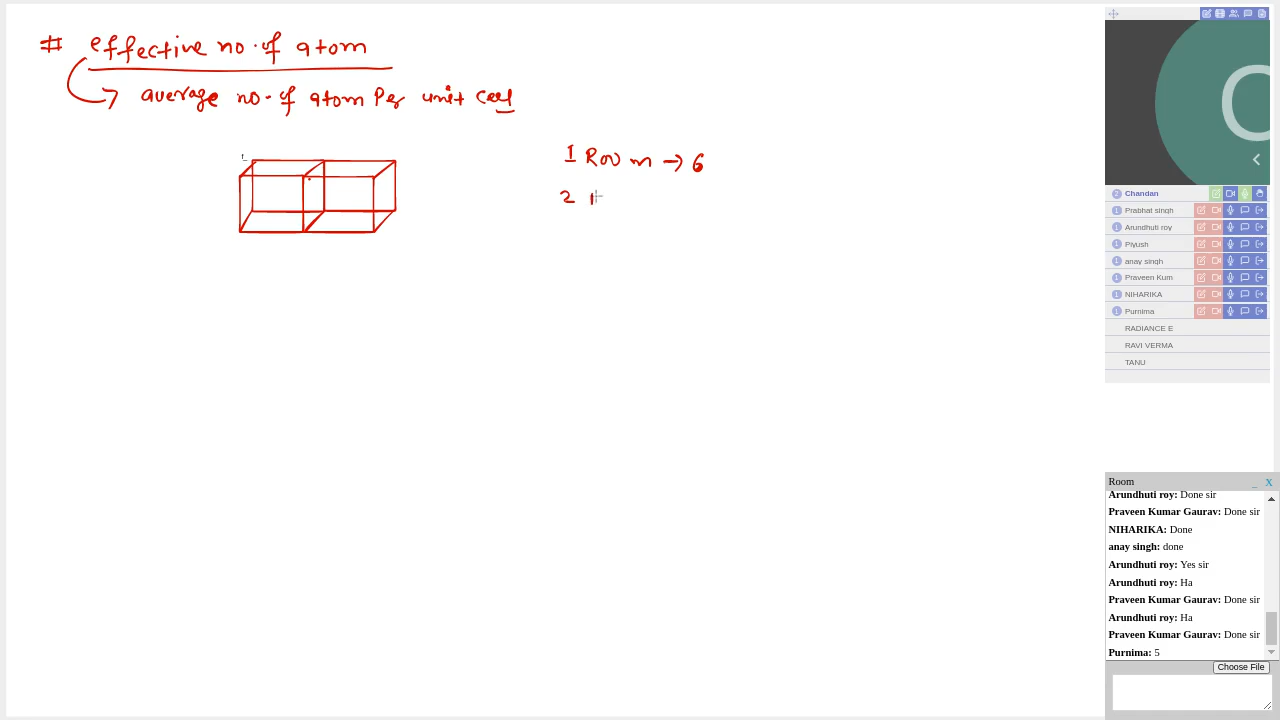 # effective no. of atom
average no. of atom Per unit cell
1 Room → 6
2
Chandan
Prabhat singh
Arundhuti roy
Piyush
anay singh
Praveen Kum
NIHARIKA
Purnima
RADIANCE E
RAVI VERMA
TANU
Room _ X
Arundhuti roy: Done sir
Praveen Kumar Gaurav: Done sir
NIHARIKA: Done
anay singh: done
Arundhuti roy: Yes sir
Arundhuti roy: Ha
Praveen Kumar Gaurav: Done sir
Arundhuti roy: Ha
Praveen Kumar Gaurav: Done sir
Purnima: 5
Choose File